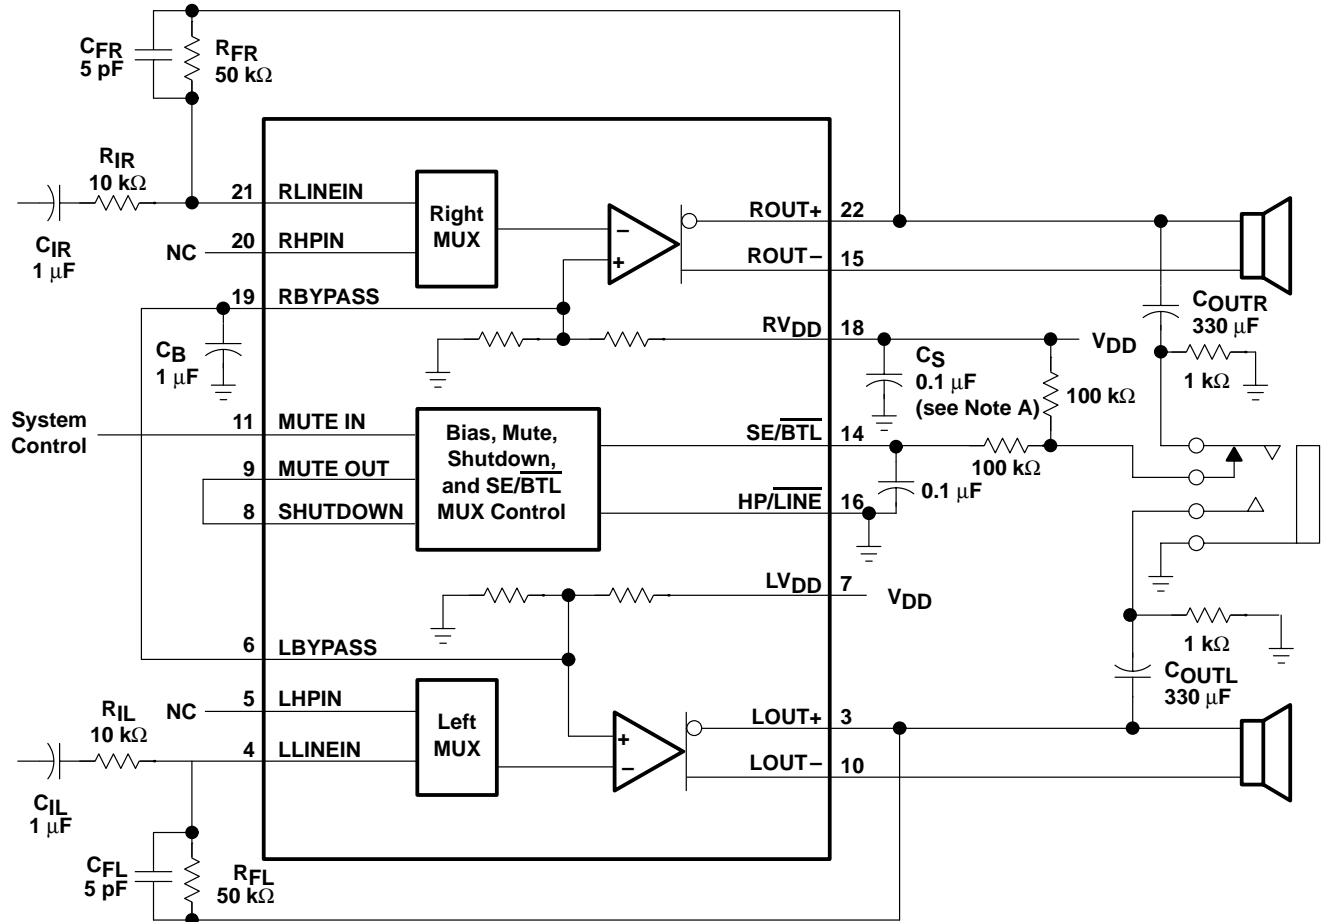 CFR
5 pF
RFR
50 kΩ
RIR
10 kΩ
CIR
1 µF
NC
21 RLINEIN
20 RHPIN
19 RBYPASS
Right
MUX
−
+
ROUT+ 22
ROUT− 15
COUTR
330 µF
1 kΩ
CB
1 µF
RVDD 18
VDD
CS
0.1 µF
(see Note A)
100 kΩ
System
Control
11 MUTE IN
9 MUTE OUT
8 SHUTDOWN
Bias, Mute,
Shutdown,
and SE/BTL
MUX Control
SE/BTL 14
100 kΩ
0.1 µF
HP/LINE 16
LVDD 7
VDD
1 kΩ
COUTL
330 µF
6 LBYPASS
NC
5 LHPIN
4 LLINEIN
Left
MUX
+
−
LOUT+ 3
LOUT− 10
RIL
10 kΩ
CIL
1 µF
CFL
5 pF
RFL
50 kΩ